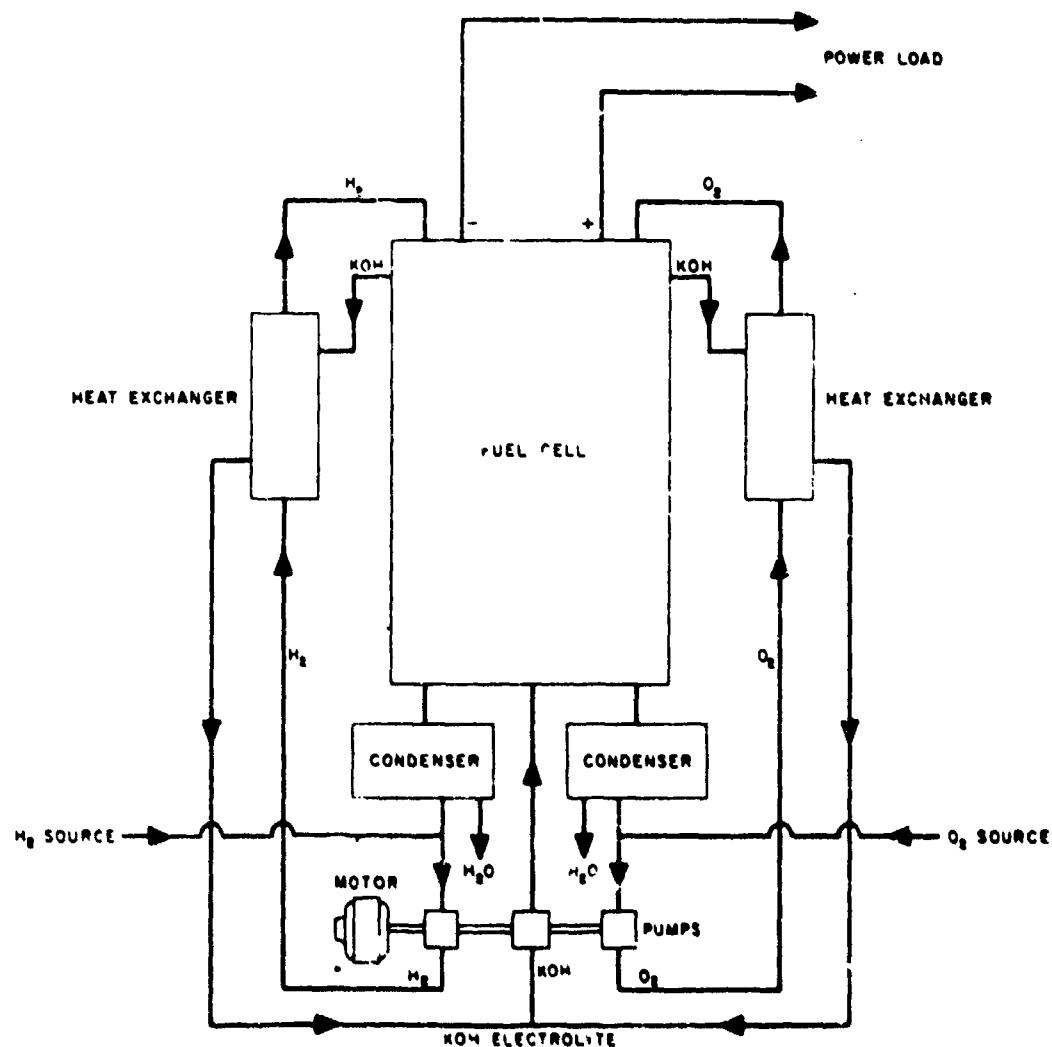 POWER LOAD
H₂
O₂
−
+
KOH
KOH
HEAT EXCHANGER
HEAT EXCHANGER
FUEL CELL
H₂
O₂
CONDENSER
CONDENSER
H₂ SOURCE
O₂ SOURCE
H₂O
H₂O
MOTOR
PUMPS
H₂
KOH
O₂
KOH ELECTROLYTE